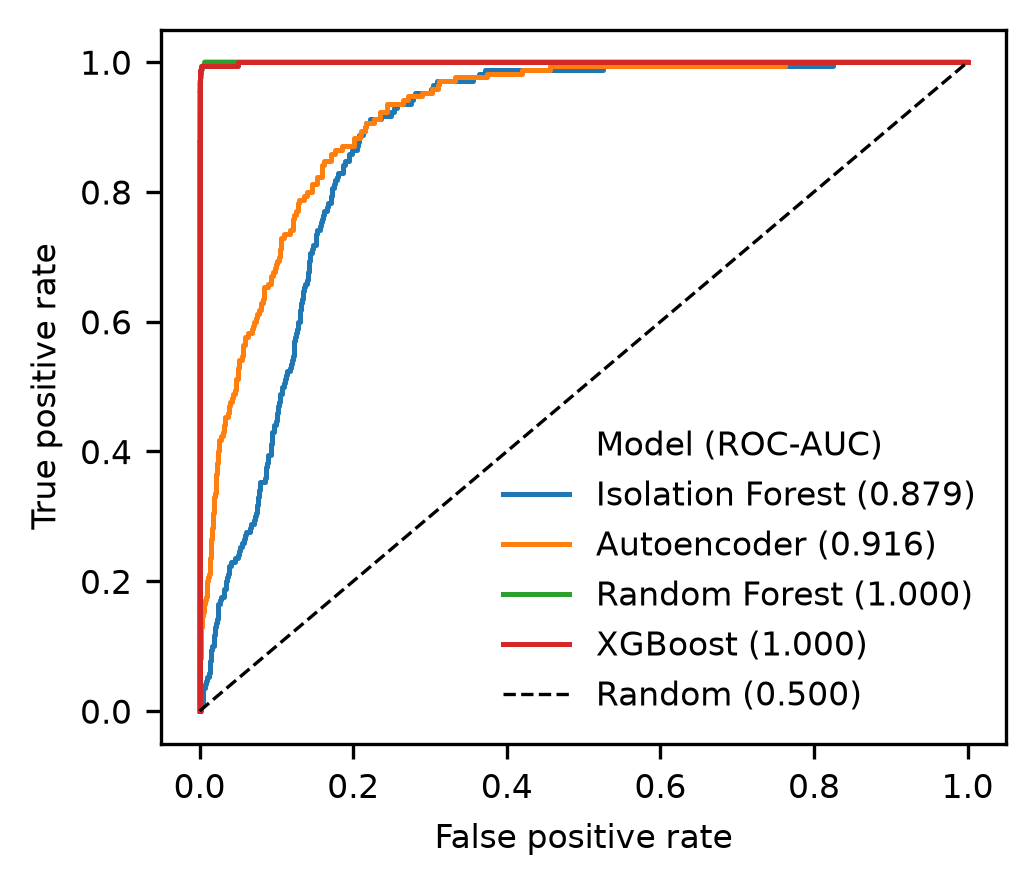 1.0
0.8
0.6
0.4
0.2
0.0
True positive rate
Model (ROC-AUC)
Isolation Forest (0.879)
Autoencoder (0.916)
Random Forest (1.000)
XGBoost (1.000)
Random (0.500)
0.0 0.2 0.4 0.6 0.8 1.0
False positive rate